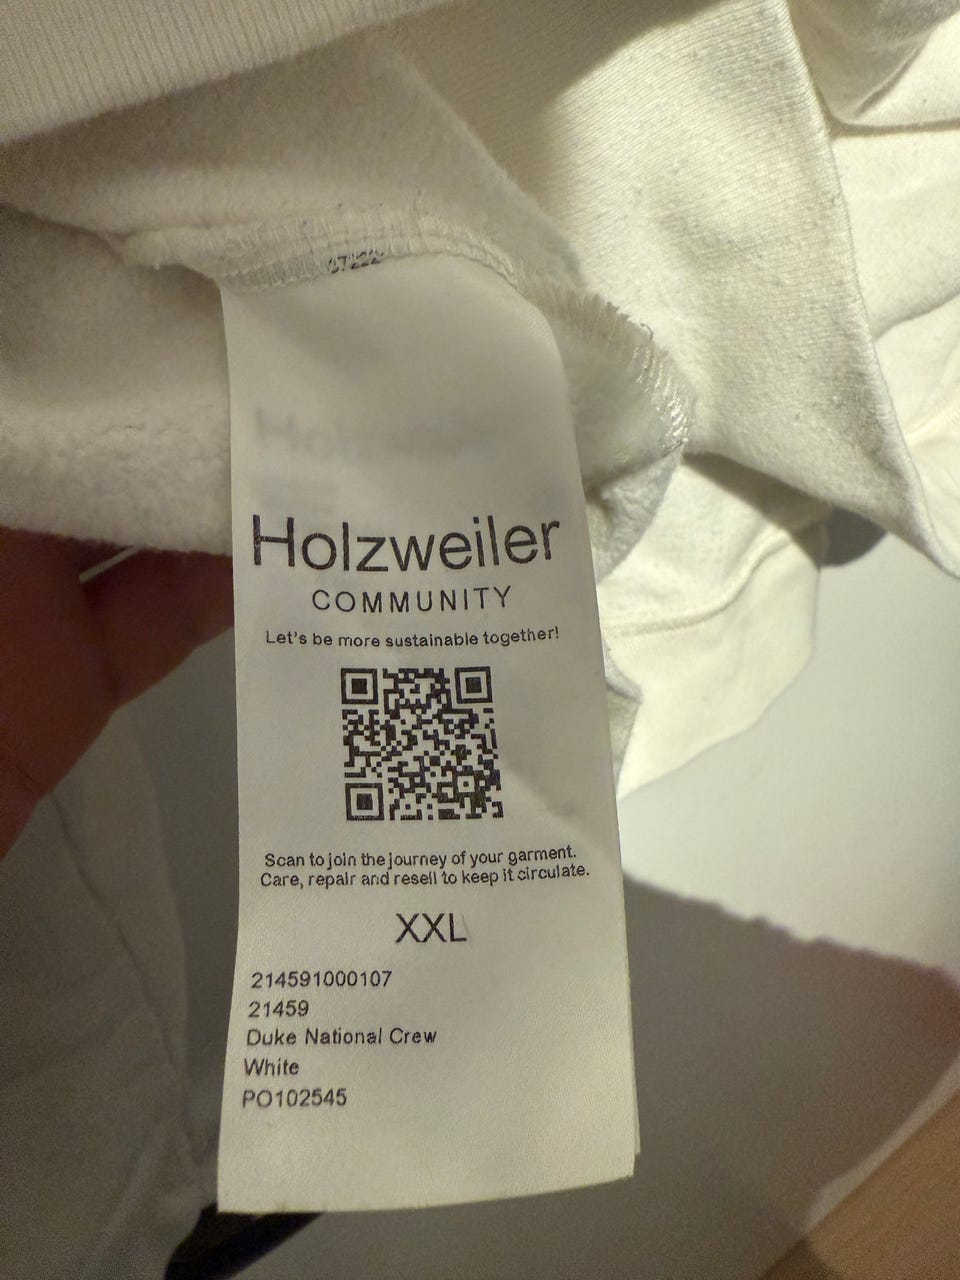 Holzweiler
COMMUNITY
Let's be more sustainable together!
Scan to join the journey of your garment.
Care, repair and resell to keep it circulate.
XXL
214591000107
21459
Duke National Crew
White
PO102545